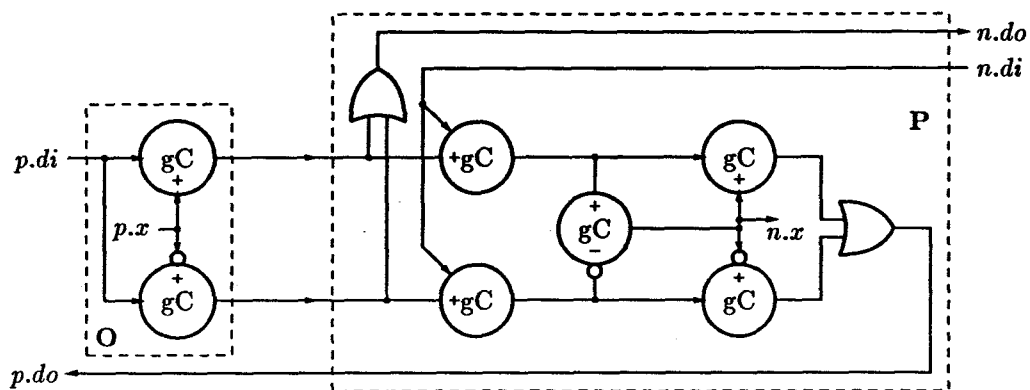 n.do
n.di
P
p.di
gC
+
+gC
gC
+
p.x
+
gC
−
n.x
+
gC
+gC
+
gC
O
p.do